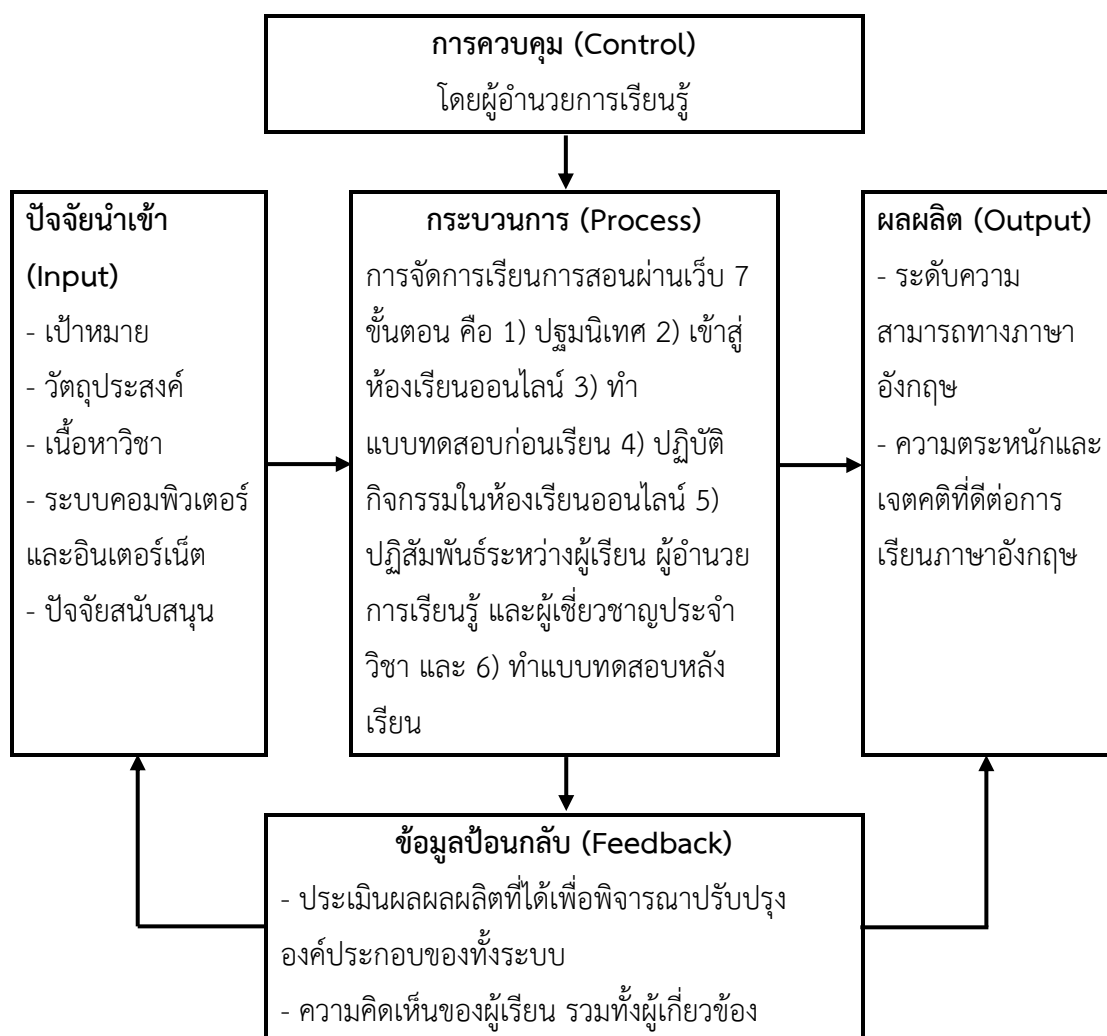 การควบคุม (Control)
โดยผู้อำนวยการเรียนรู้
ปัจจัยนำเข้า
(Input)
- เป้าหมาย
- วัตถุประสงค์
- เนื้อหาวิชา
- ระบบคอมพิวเตอร์
และอินเตอร์เน็ต
- ปัจจัยสนับสนุน
กระบวนการ (Process)
การจัดการเรียนการสอนผ่านเว็บ 7
ขั้นตอน คือ 1) ปฐมนิเทศ 2) เข้าสู่
ห้องเรียนออนไลน์ 3) ทำ
แบบทดสอบก่อนเรียน 4) ปฏิบัติ
กิจกรรมในห้องเรียนออนไลน์ 5)
ปฏิสัมพันธ์ระหว่างผู้เรียน ผู้อำนวย
การเรียนรู้ และผู้เชี่ยวชาญประจำ
วิชา และ 6) ทำแบบทดสอบหลัง
เรียน
ผลผลิต (Output)
- ระดับความ
สามารถทางภาษา
อังกฤษ
- ความตระหนักและ
เจตคติที่ดีต่อการ
เรียนภาษาอังกฤษ
ข้อมูลป้อนกลับ (Feedback)
- ประเมินผลผลผลิตที่ได้เพื่อพิจารณาปรับปรุง
องค์ประกอบของทั้งระบบ
- ความคิดเห็นของผู้เรียน รวมทั้งผู้เกี่ยวข้อง